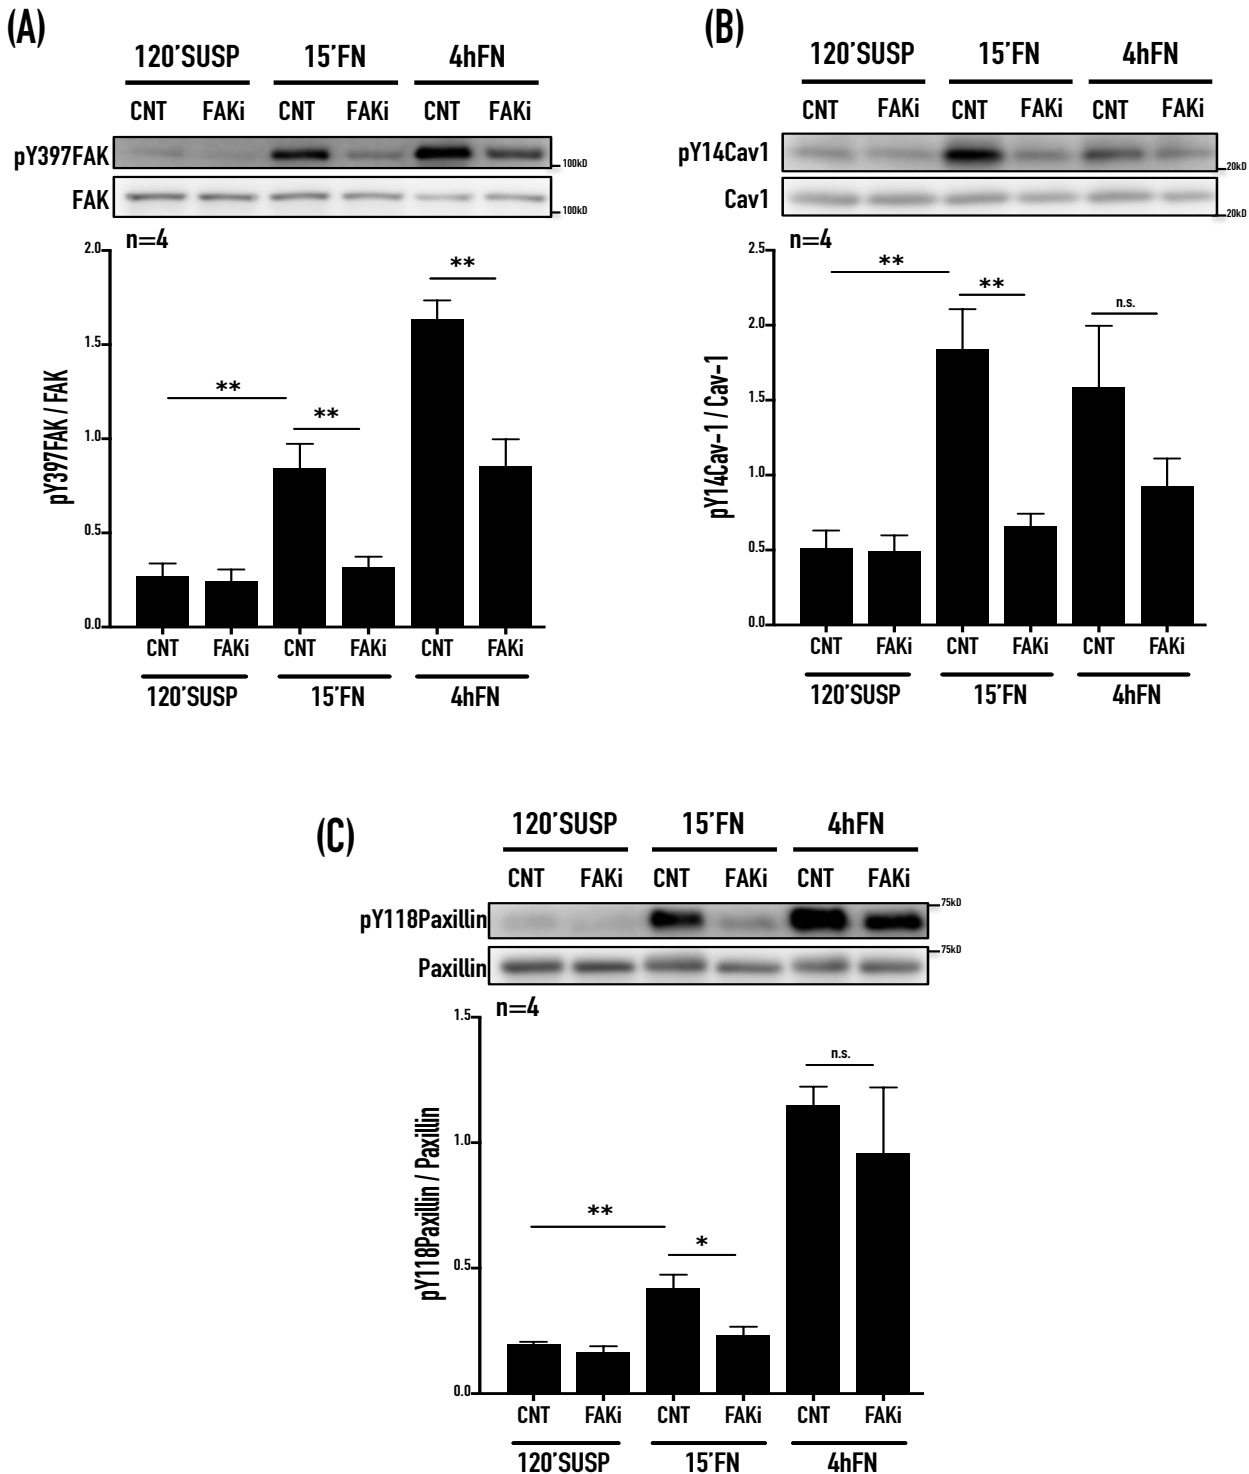 (A)
120'SUSP 15'FN 4hFN
CNT FAKi CNT FAKi CNT FAKi
pY397FAK
100kD
FAK
100kD
n=4
2.0
1.5
1.0
0.5
0.0
pY397FAK / FAK
**
**
**
CNT FAKi CNT FAKi CNT FAKi
120'SUSP 15'FN 4hFN
(B)
120'SUSP 15'FN 4hFN
CNT FAKi CNT FAKi CNT FAKi
pY14Cav1
20kD
Cav1
20kD
n=4
2.5
2.0
1.5
1.0
0.5
0.0
pY14Cav-1 / Cav-1
**
**
n.s.
CNT FAKi CNT FAKi CNT FAKi
120'SUSP 15'FN 4hFN
(C)
120'SUSP 15'FN 4hFN
CNT FAKi CNT FAKi CNT FAKi
pY118Paxillin
75kD
Paxillin
75kD
n=4
1.5
1.0
0.5
0.0
pY118Paxillin / Paxillin
**
*
n.s.
CNT FAKi CNT FAKi CNT FAKi
120'SUSP 15'FN 4hFN